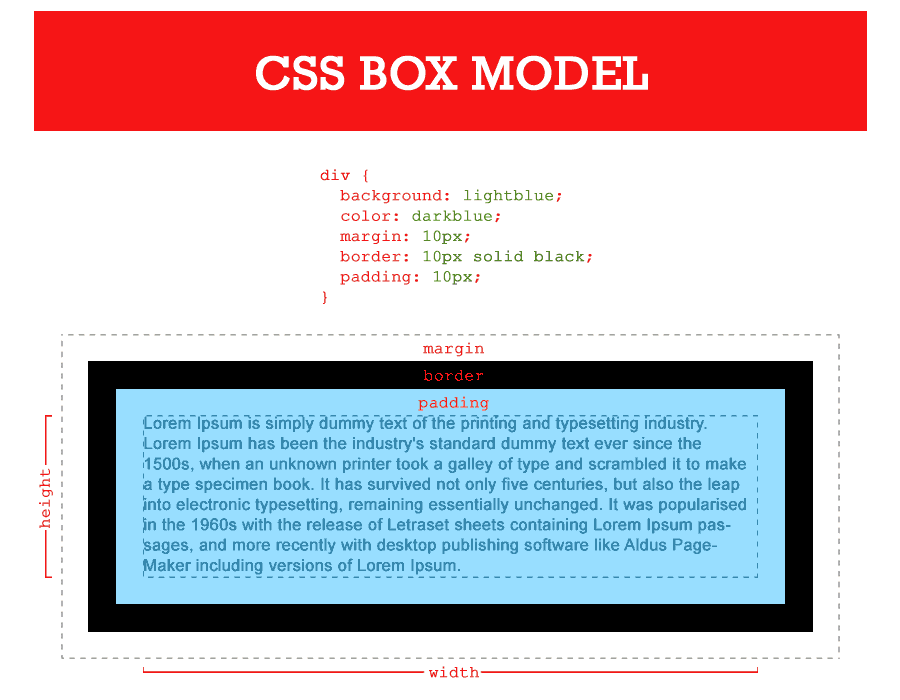 CSS BOX MODEL
div {
background: lightblue;
color: darkblue;
margin: 10px;
border: 10px solid black;
padding: 10px;
}
margin
border
padding
Lorem Ipsum is simply dummy text of the printing and typesetting industry.
Lorem Ipsum has been the industry's standard dummy text ever since the
1500s, when an unknown printer took a galley of type and scrambled it to make
a type specimen book. It has survived not only five centuries, but also the leap
into electronic typesetting, remaining essentially unchanged. It was popularised
in the 1960s with the release of Letraset sheets containing Lorem Ipsum pas-
sages, and more recently with desktop publishing software like Aldus Page-
Maker including versions of Lorem Ipsum.
height
width